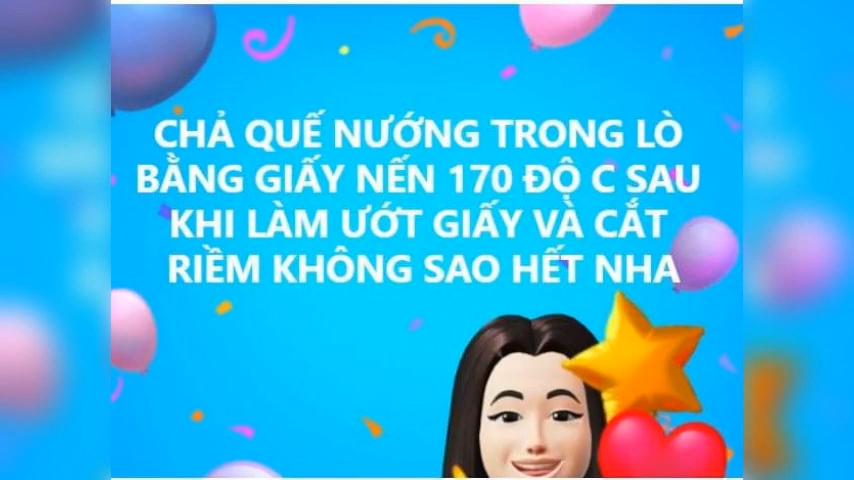 CHẢ QUẾ NƯỚNG TRONG LÒ
BẰNG GIẤY NẾN 170 ĐỘ C SAU
KHI LÀM ƯỚT GIẤY VÀ CẮT
RIỀM KHÔNG SAO HẾT NHA